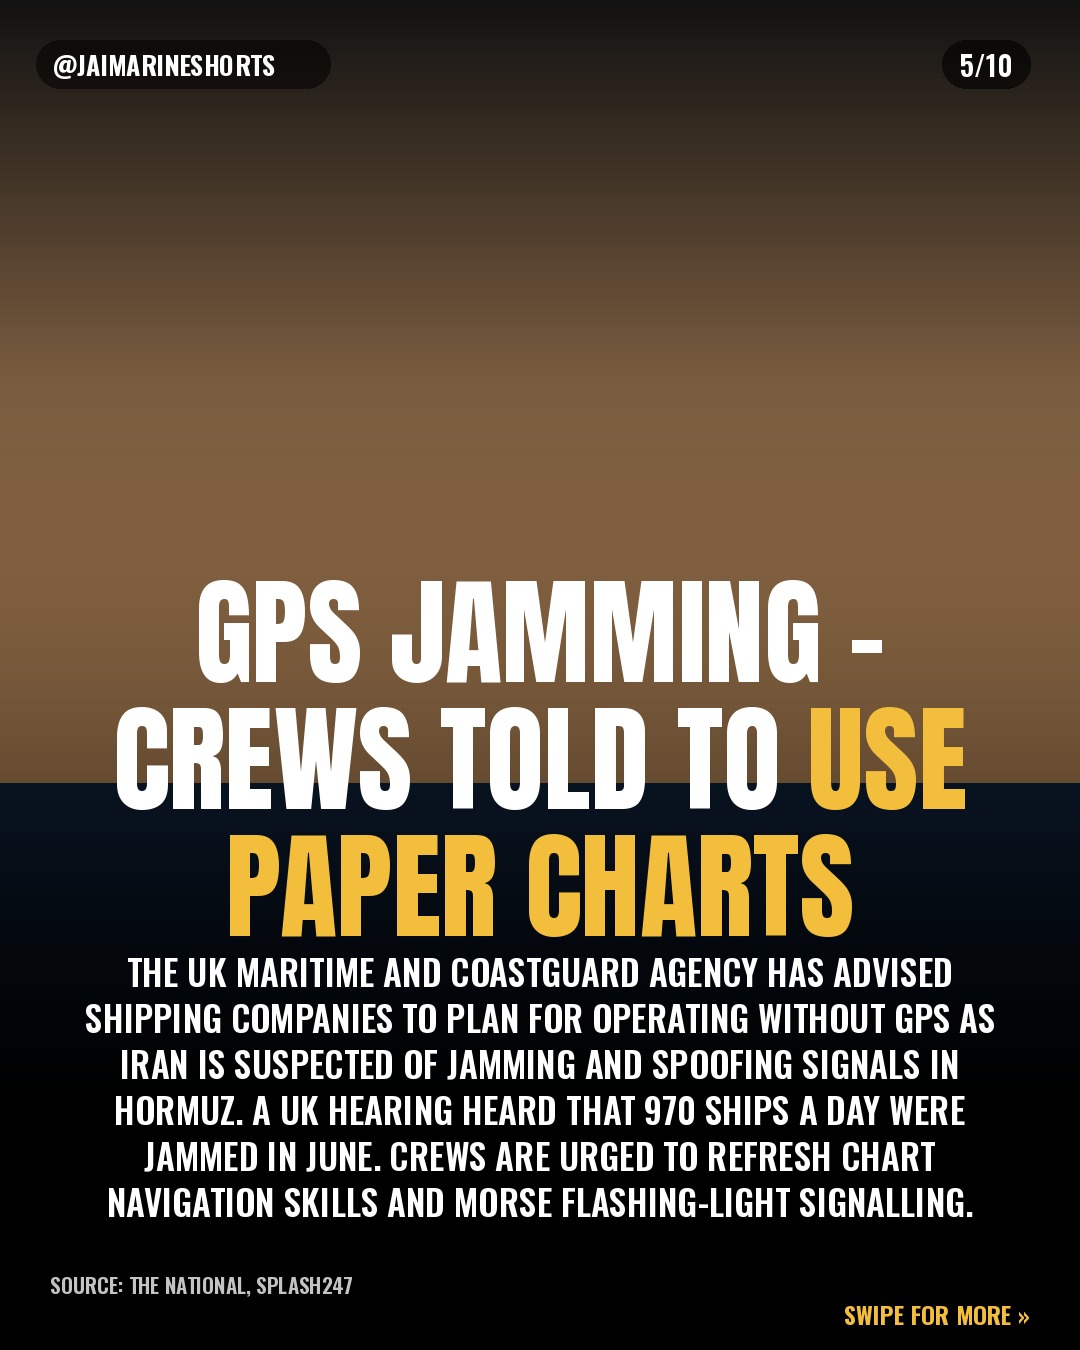 @JAIMARINESHORTS
5/10
GPS JAMMING -
CREWS TOLD TO USE
PAPER CHARTS
THE UK MARITIME AND COASTGUARD AGENCY HAS ADVISED
SHIPPING COMPANIES TO PLAN FOR OPERATING WITHOUT GPS AS
IRAN IS SUSPECTED OF JAMMING AND SPOOFING SIGNALS IN
HORMUZ. A UK HEARING HEARD THAT 970 SHIPS A DAY WERE
JAMMED IN JUNE. CREWS ARE URGED TO REFRESH CHART
NAVIGATION SKILLS AND MORSE FLASHING-LIGHT SIGNALLING.
SOURCE: THE NATIONAL, SPLASH247
SWIPE FOR MORE »